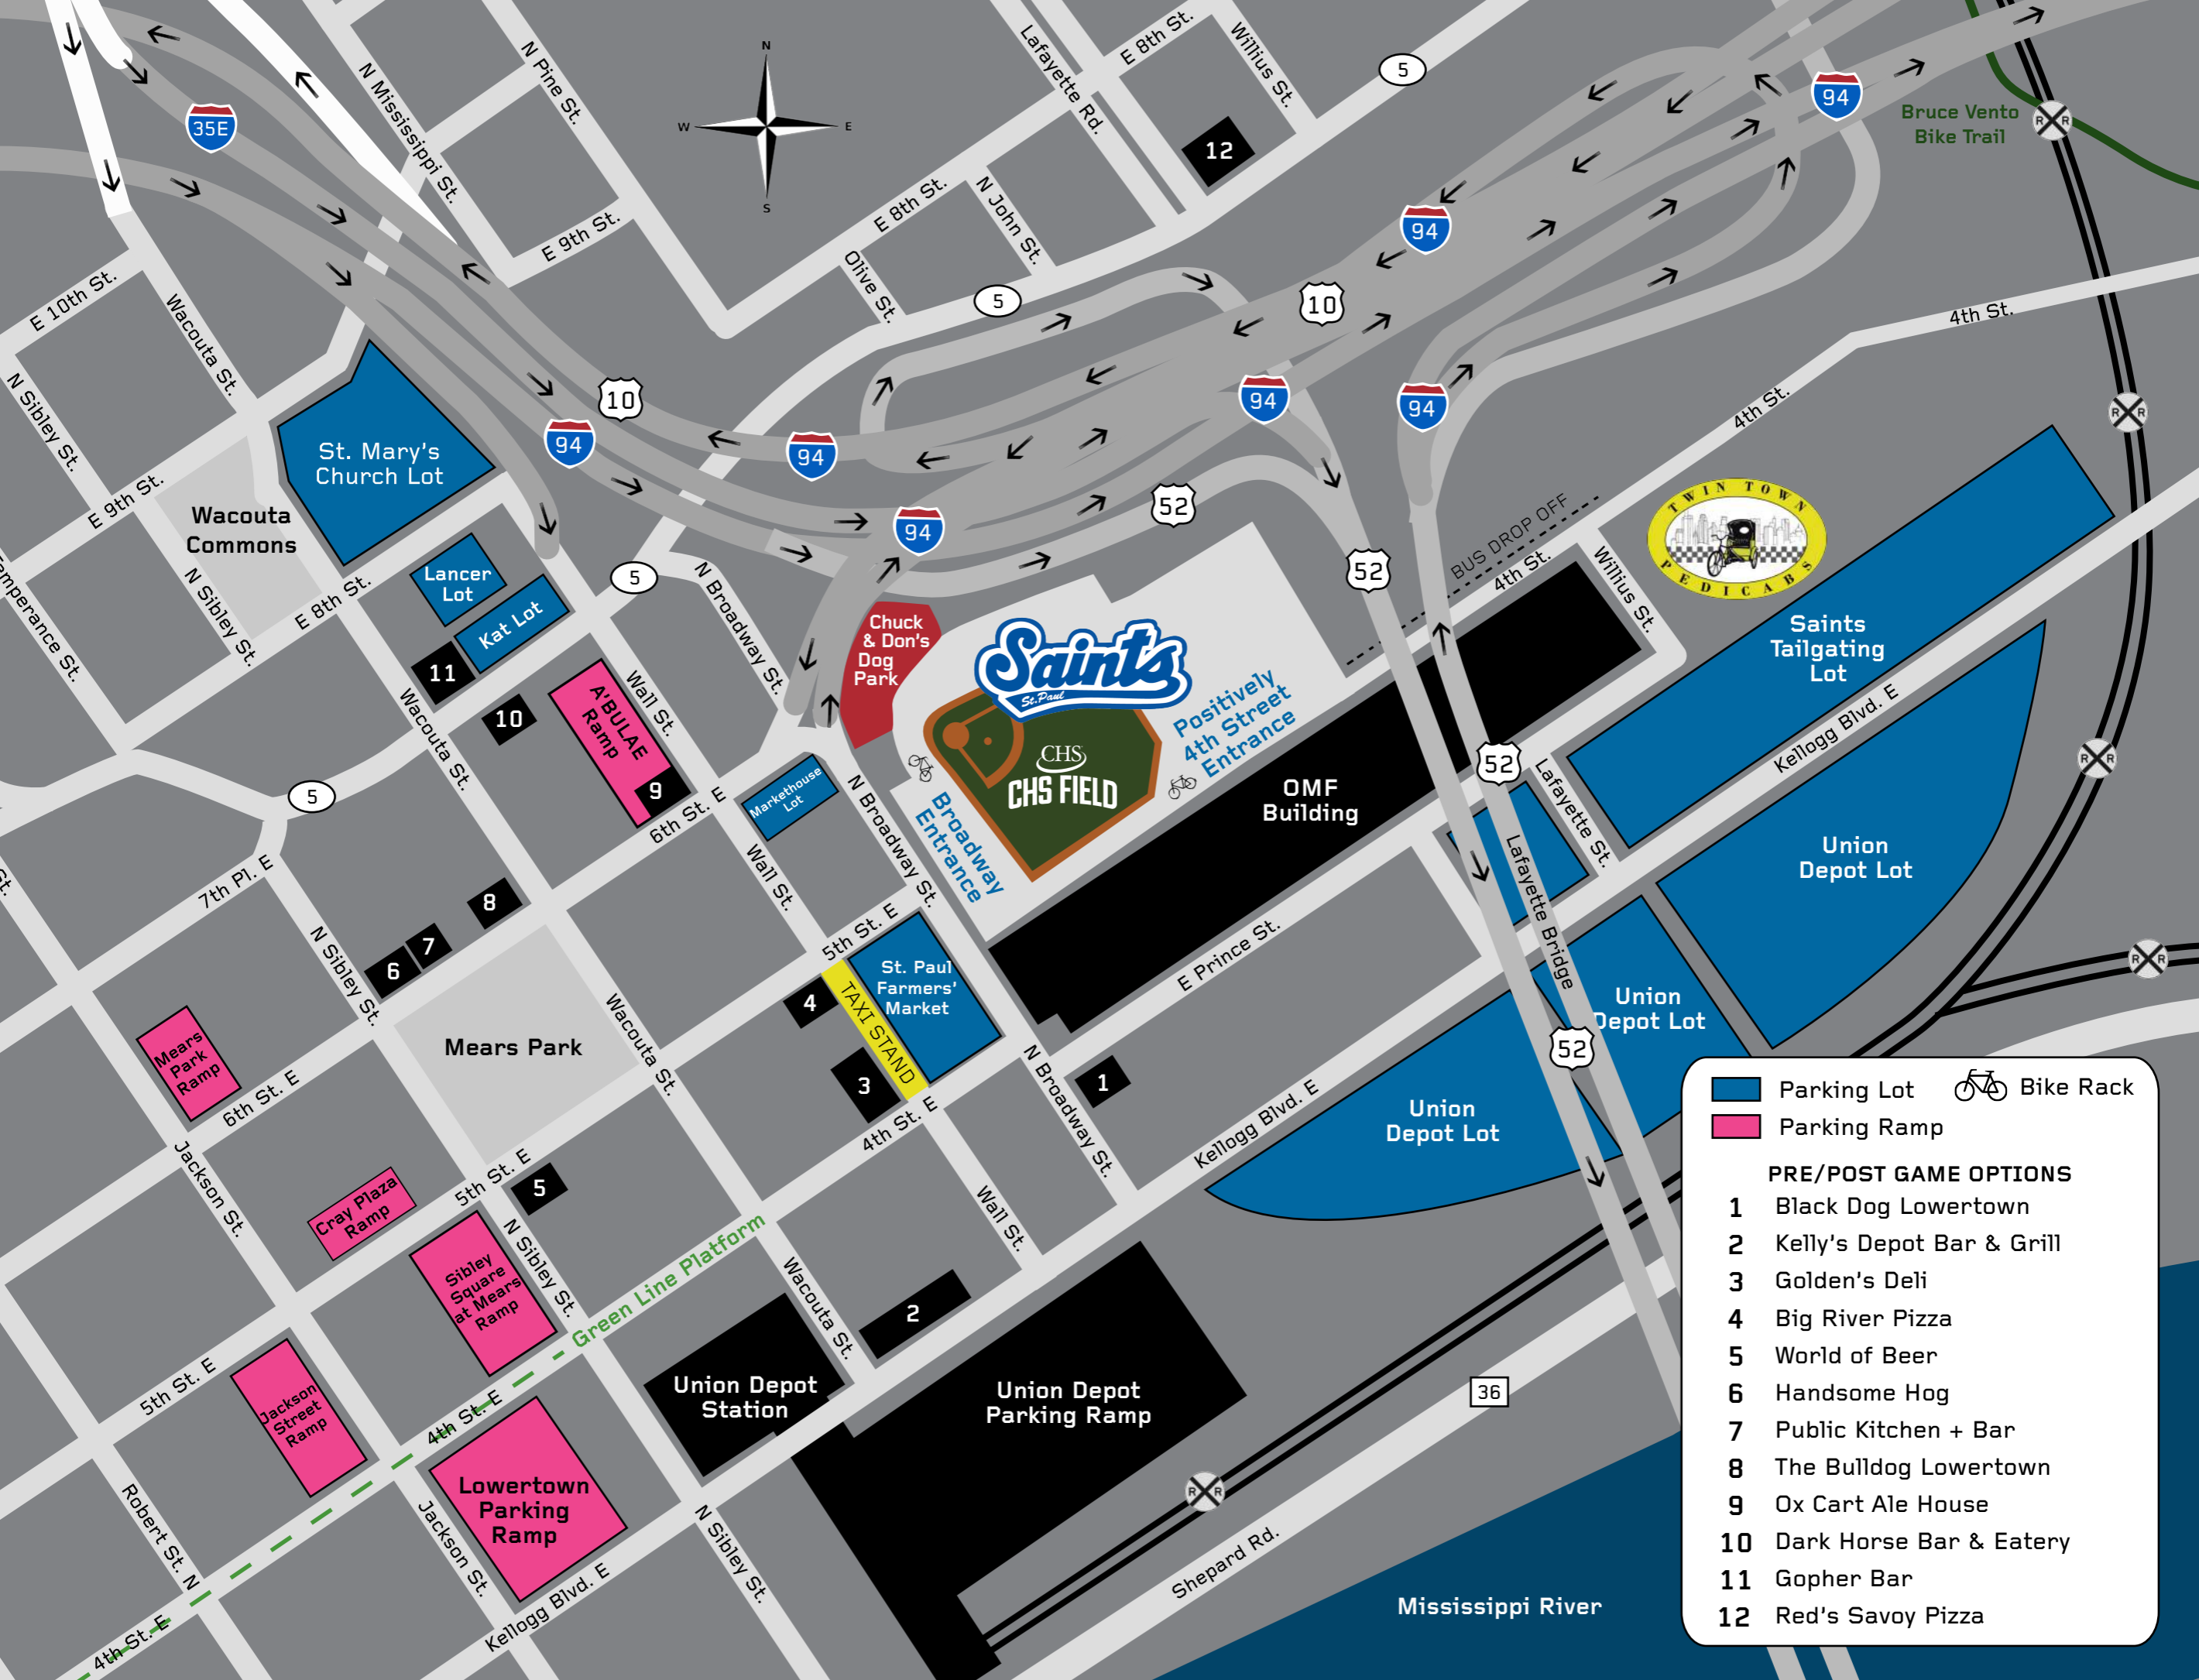 N
W
E
S
35E
N Mississippi St.
N Pine St.
Lafayette Rd.
E 8th St.
Willius St.
5
12
94
Bruce Vento
Bike Trail
R R
E 9th St.
E 8th St.
N John St.
Olive St.
5
94
10
4th St.
E 10th St.
Wacouta St.
N Sibley St.
10
94
94
94
94
R R
4th St.
St. Mary's
Church Lot
E 9th St.
Wacouta
Commons
52
94
BUS DROP OFF
TWIN TOWN
PEDICABS
Lancer
Lot
Kat Lot
5
N Broadway St.
52
4th St.
Willius St.
N Sibley St.
E 8th St.
11
10
A'BULAE
Ramp
9
Wall St.
Chuck
& Don's
Dog
Park
Saints
St. Paul
CHS
CHS FIELD
Positively
4th Street
Entrance
Broadway
Entrance
Saints
Tailgating
Lot
Kellogg Blvd. E
R R
Wacouta St.
5
6th St. E
Markethouse
Lot
N Broadway St.
OMF
Building
52
Lafayette St.
Lafayette Bridge
Union
Depot Lot
7th Pl. E
8
7
6
N Sibley St.
Wall St.
5th St. E
St. Paul
Farmers'
Market
TAXI STAND
4
3
E Prince St.
R R
Union
Depot Lot
52
Mears
Park
Ramp
Mears Park
Wacouta St.
6th St. E
4th St. E
N Broadway St.
1
Union
Depot Lot
Kellogg Blvd. E
Jackson St.
Cray Plaza
Ramp
5th St. E
5
Sibley
Square
at Mears
Ramp
N Sibley St.
Green Line Platform
Wall St.
Wacouta St.
2
5th St. E
Jackson
Street
Ramp
4th St. E
Lowertown
Parking
Ramp
Union Depot
Station
Union Depot
Parking Ramp
36
Robert St. N
Jackson St.
Kellogg Blvd. E
N Sibley St.
R R
Shepard Rd.
Mississippi River
4th St. E
Parking Lot
Bike Rack
Parking Ramp
PRE/POST GAME OPTIONS
1 Black Dog Lowertown
2 Kelly's Depot Bar & Grill
3 Golden's Deli
4 Big River Pizza
5 World of Beer
6 Handsome Hog
7 Public Kitchen + Bar
8 The Bulldog Lowertown
9 Ox Cart Ale House
10 Dark Horse Bar & Eatery
11 Gopher Bar
12 Red's Savoy Pizza